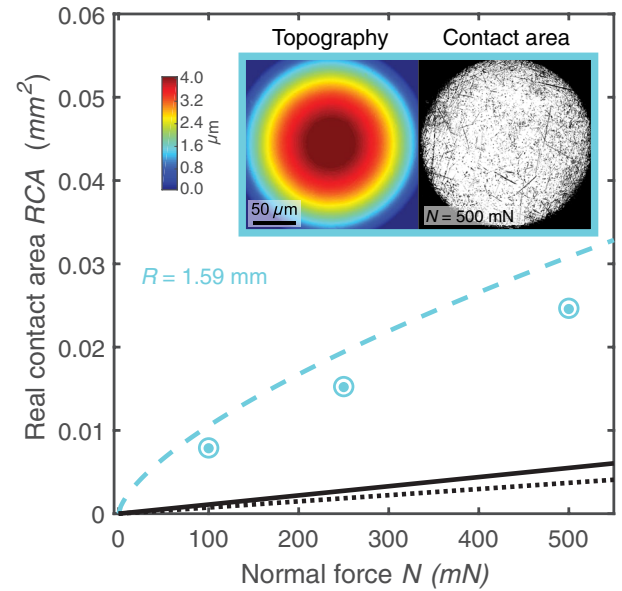 Topography Contact area
4.0
3.2
2.4
1.6
0.8
0.0
μm
50 μm
N = 500 mN
R = 1.59 mm
Real contact area RCA (mm²)
0.06
0.05
0.04
0.03
0.02
0.01
0
0 100 200 300 400 500
Normal force N (mN)